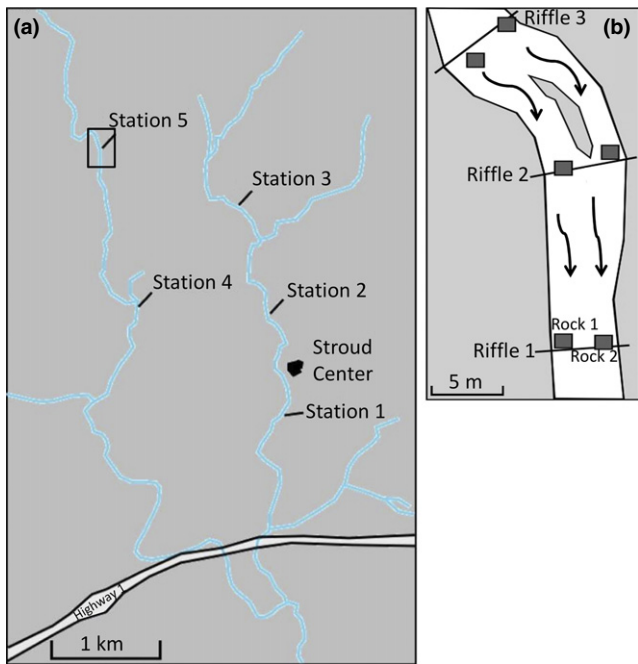 (a)
Station 5
Station 3
Station 4
Station 2
Stroud
Center
Station 1
Highway 1
1 km
(b)
Riffle 3
Riffle 2
Rock 1
Riffle 1
Rock 2
5 m